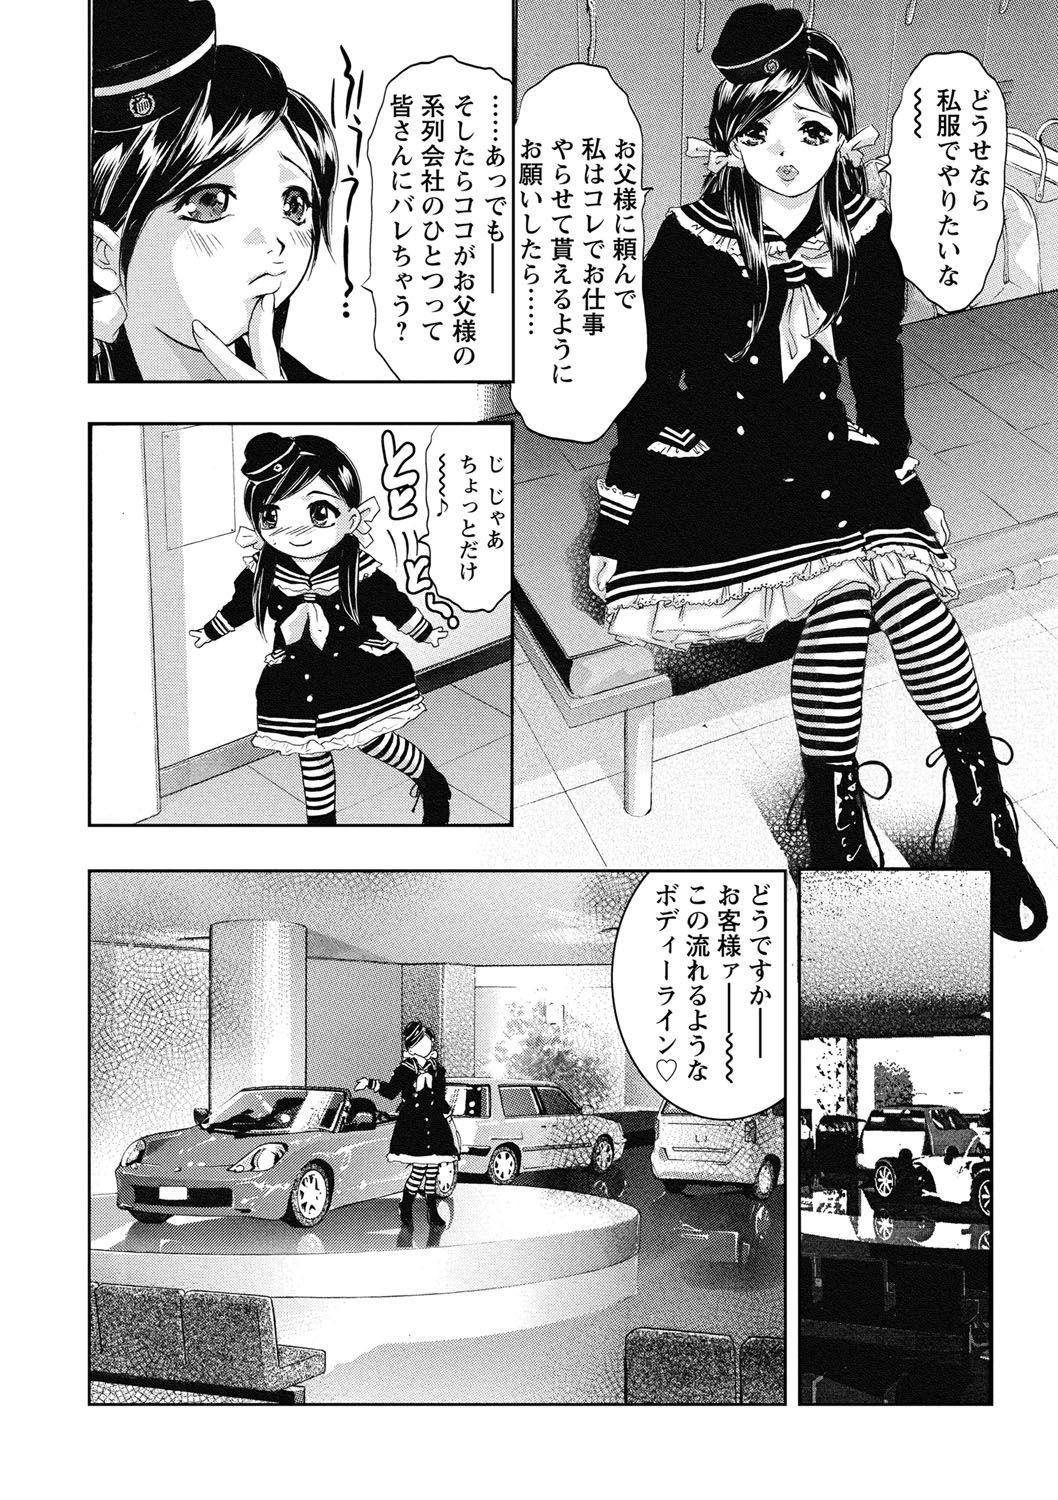 どうせなら
私服でやりたいな
〜〜
お父様に頼んで
私はコレでお仕事
やらせて貰えるように
お願いしたら……
……あっでも――
そしたらココがお父様の
系列会社のひとつって
皆さんにバレちゃう?
う〜
う〜…?
じ じゃあ
ちょっとだけ
〜〜♪
とととと〜っ
どうですか――
お客様ァ――〜〜
この流れるような
ボディーライン♡